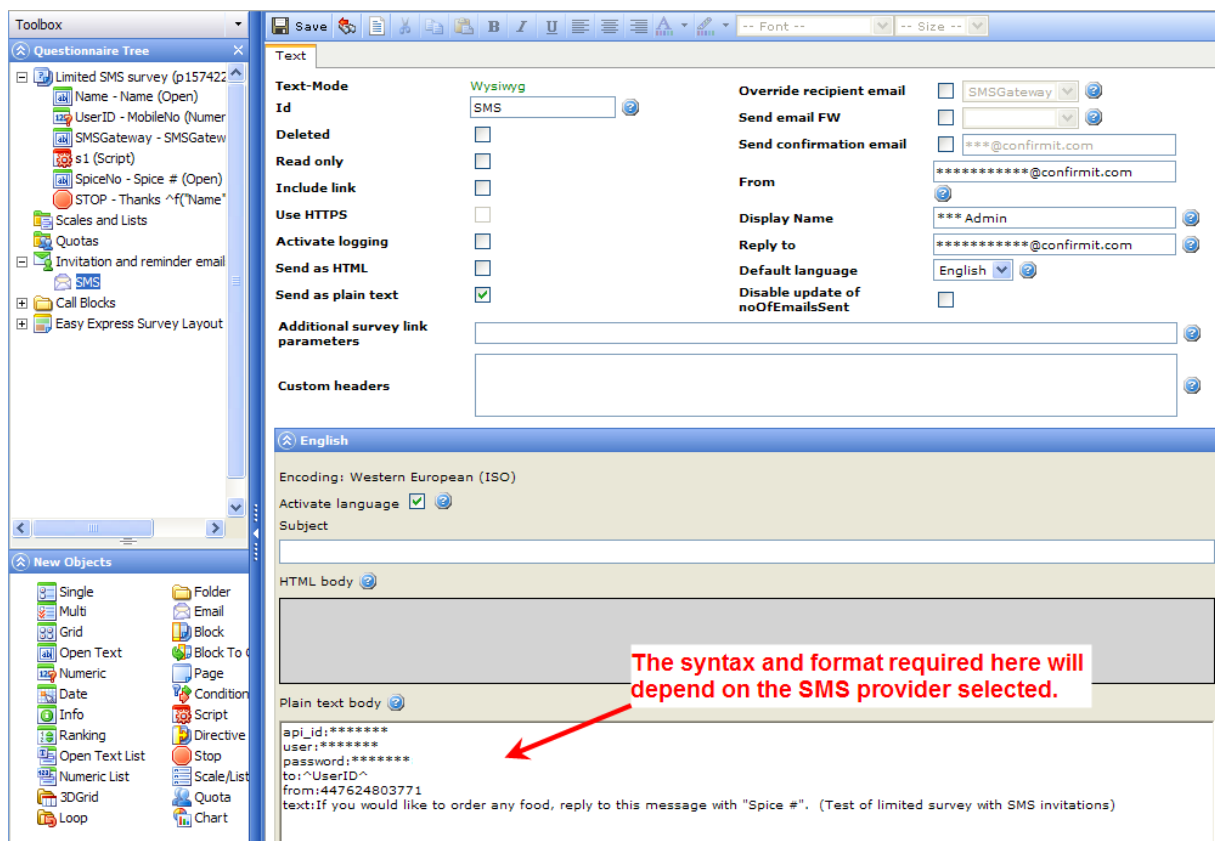 Toolbox
Questionnaire Tree
Limited SMS survey (p157422
Name - Name (Open)
UserID - MobileNo (Numer
SMSGateway - SMSGatew
s1 (Script)
SpiceNo - Spice # (Open)
STOP - Thanks ^f("Name"
Scales and Lists
Quotas
Invitation and reminder email
SMS
Call Blocks
Easy Express Survey Layout
New Objects
Single Folder
Multi Email
Grid Block
Open Text Block To
Numeric Page
Date Condition
Info Script
Ranking Directive
Open Text List Stop
Numeric List Scale/List
3DGrid Quota
Loop Chart
Save B I U A -- Font -- -- Size --
Text
Text-Mode Wysiwyg
Id SMS
Deleted
Read only
Include link
Use HTTPS
Activate logging
Send as HTML
Send as plain text
Override recipient email SMSGateway
Send email FW
Send confirmation email ***@confirmit.com
From ***********@confirmit.com
Display Name *** Admin
Reply to ***********@confirmit.com
Default language English
Disable update of
noOfEmailsSent
Additional survey link
parameters
Custom headers
English
Encoding: Western European (ISO)
Activate language
Subject
HTML body
The syntax and format required here will
depend on the SMS provider selected.
Plain text body
api_id:*******
user:*******
password:*******
to:^UserID^
from:447624803771
text:If you would like to order any food, reply to this message with "Spice #".  (Test of limited survey with SMS invitations)